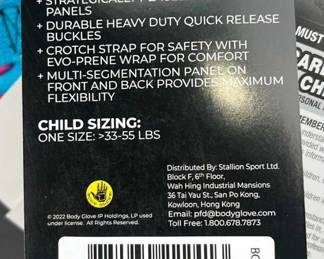 PANELS
+ DURABLE HEAVY DUTY QUICK RELEASE
BUCKLES
+ CROTCH STRAP FOR SAFETY WITH
EVO-PRENE WRAP FOR COMFORT
+ MULTI-SEGMENTATION PANEL ON
FRONT AND BACK PROVIDES MAXIMUM
FLEXIBILITY
CHILD SIZING:
ONE SIZE: >33-55 LBS
Distributed By: Stallion Sport Ltd.
Block F, 6th Floor,
Wah Hing Industrial Mansions
36 Tai Yau St., San Po Kong,
Kowloon, Hong Kong
Email: pfd@bodyglove.com
Toll Free: 1.800.678.7873
© 2022 Body Glove IP Holdings, LP used
under license. All Rights Reserved.
MUST